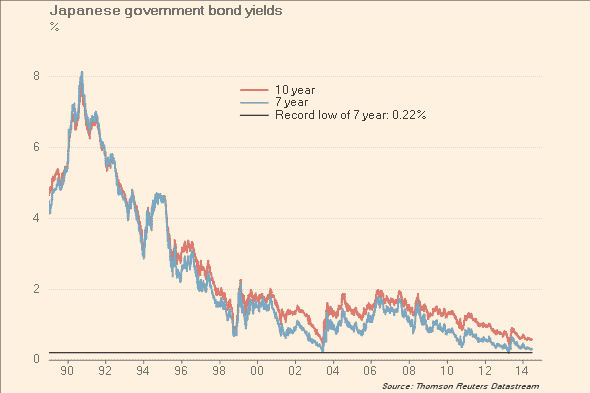 Japanese government bond yields
%
10 year
7 year
Record low of 7 year: 0.22%
8
6
4
2
0
90 92 94 96 98 00 02 04 06 08 10 12 14
Source: Thomson Reuters Datastream